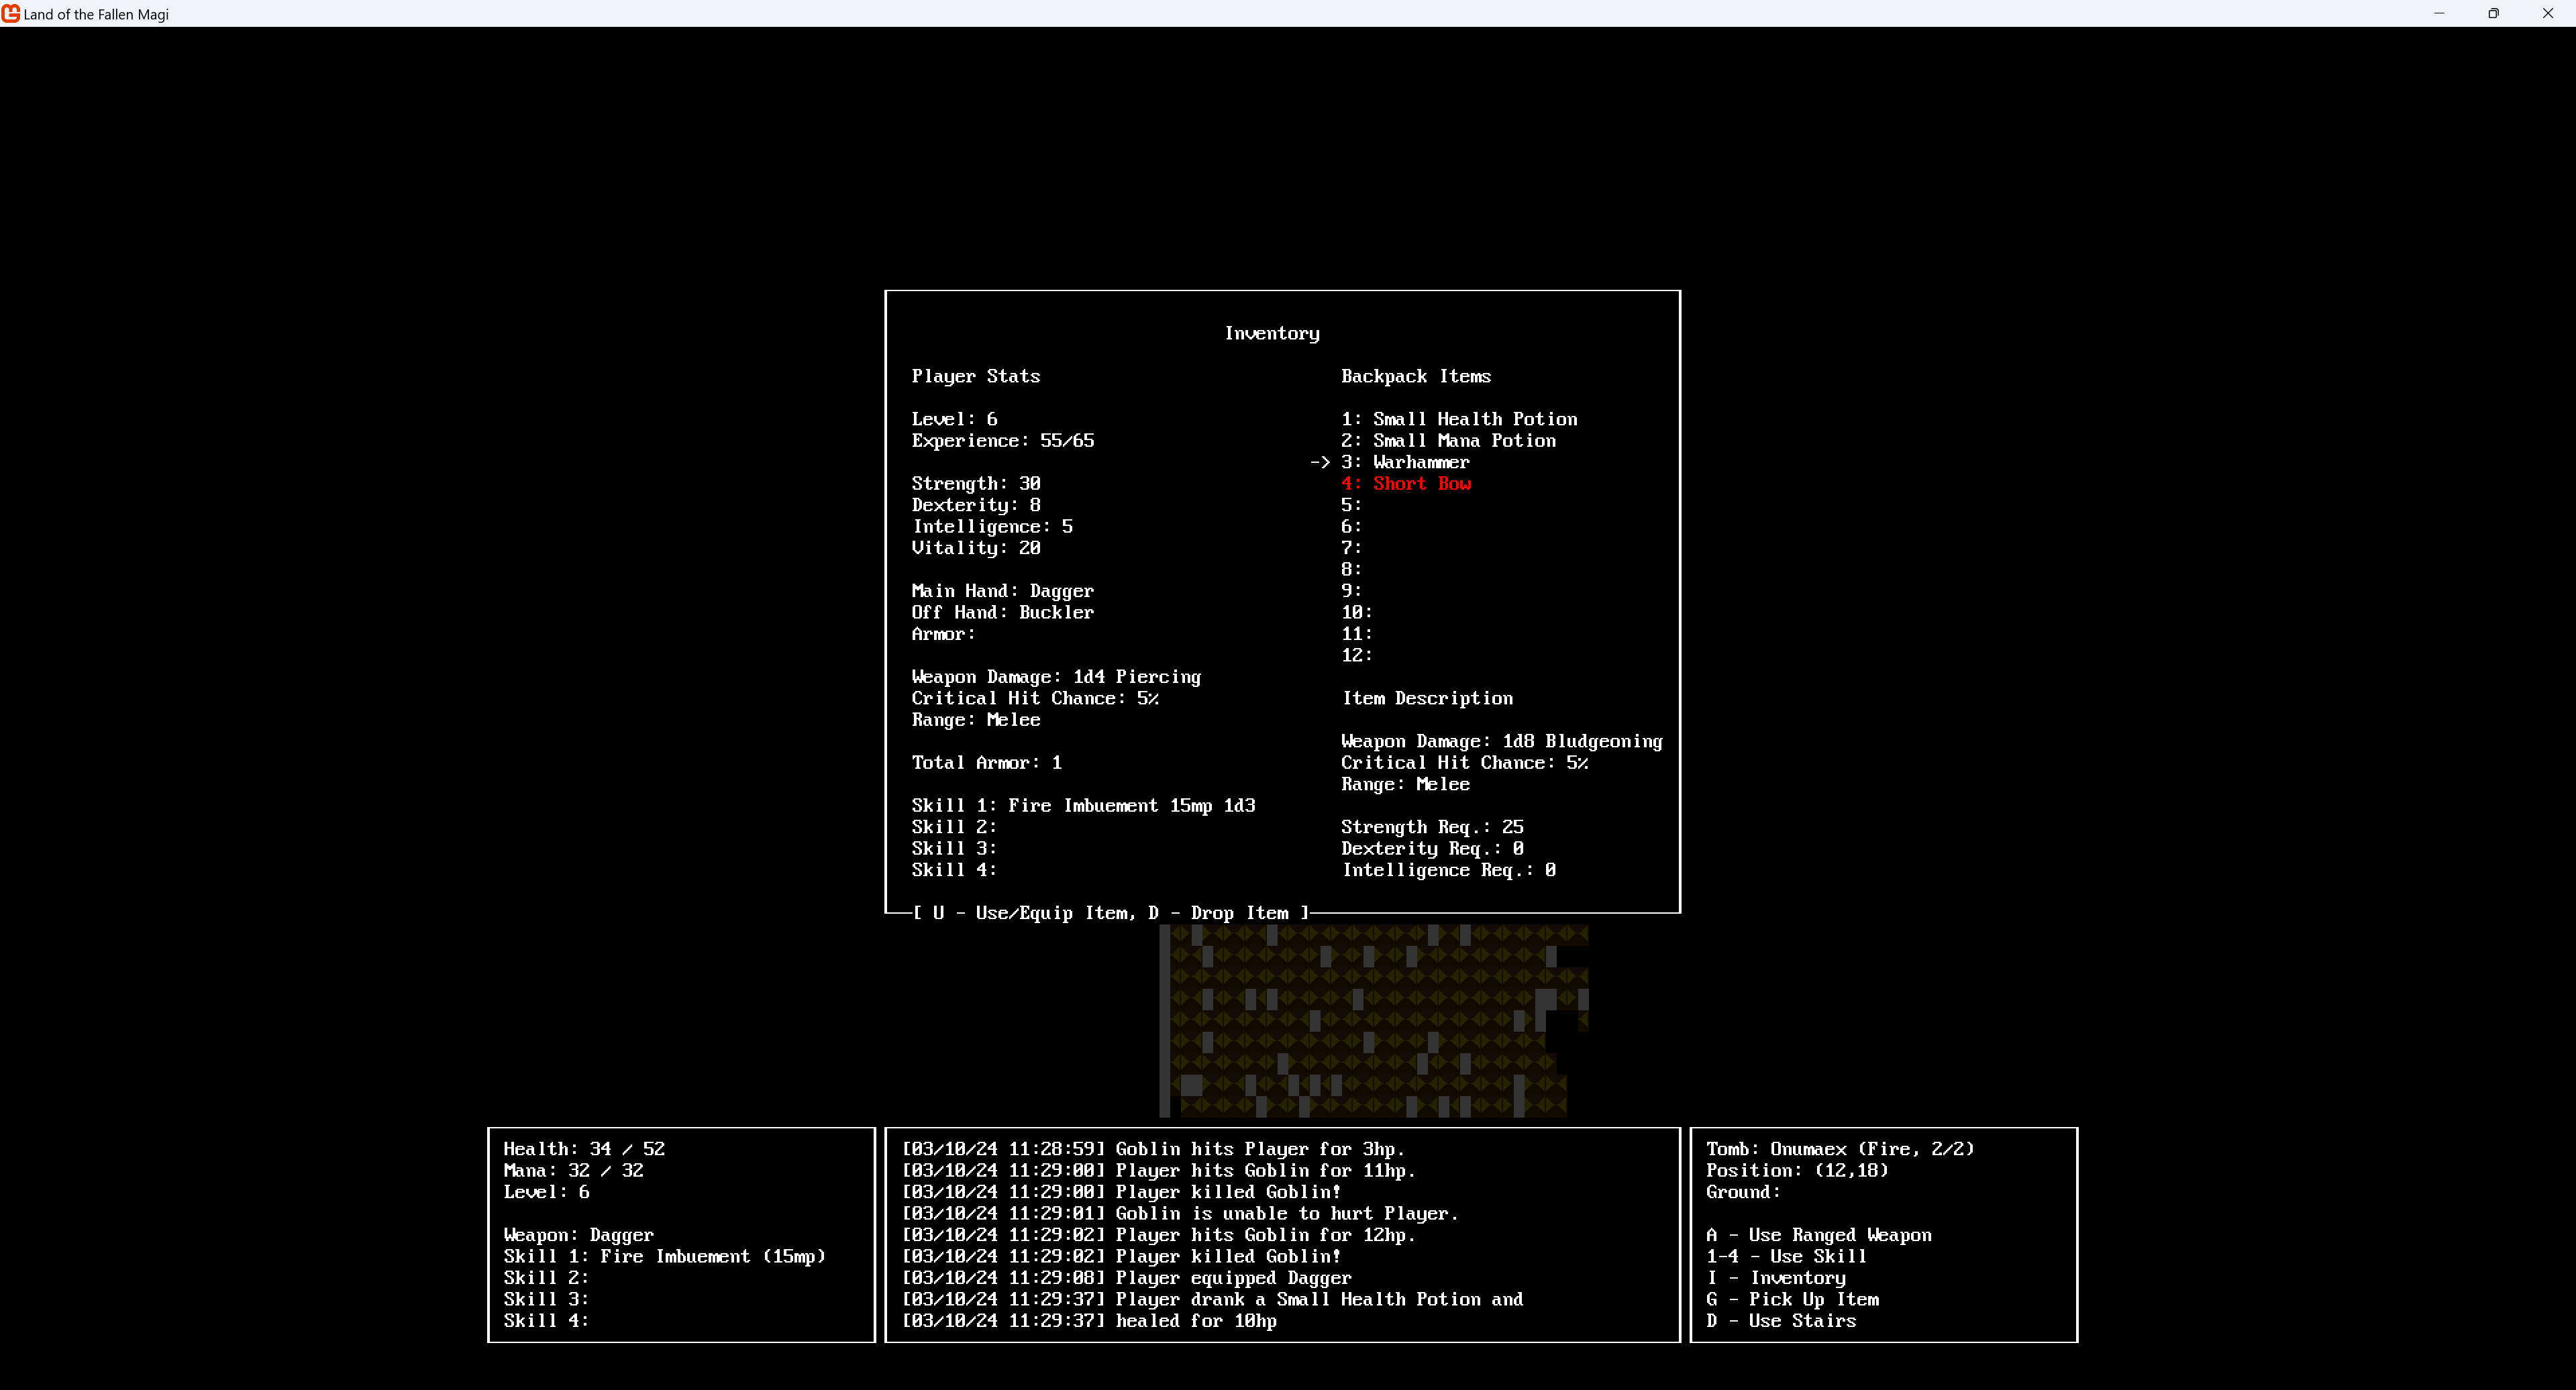 Land of the Fallen Magi
Inventory
Player Stats
Level: 6
Experience: 55/65
Strength: 30
Dexterity: 8
Intelligence: 5
Vitality: 20
Main Hand: Dagger
Off Hand: Buckler
Armor:
Weapon Damage: 1d4 Piercing
Critical Hit Chance: 5%
Range: Melee
Total Armor: 1
Skill 1: Fire Imbuement 15mp 1d3
Skill 2:
Skill 3:
Skill 4:
Backpack Items
1: Small Health Potion
2: Small Mana Potion
-> 3: Warhammer
4: Short Bow
5:
6:
7:
8:
9:
10:
11:
12:
Item Description
Weapon Damage: 1d8 Bludgeoning
Critical Hit Chance: 5%
Range: Melee
Strength Req.: 25
Dexterity Req.: 0
Intelligence Req.: 0
[ U - Use/Equip Item, D - Drop Item ]
Health: 34 / 52
Mana: 32 / 32
Level: 6
Weapon: Dagger
Skill 1: Fire Imbuement (15mp)
Skill 2:
Skill 3:
Skill 4:
[03/10/24 11:28:59] Goblin hits Player for 3hp.
[03/10/24 11:29:00] Player hits Goblin for 11hp.
[03/10/24 11:29:00] Player killed Goblin!
[03/10/24 11:29:01] Goblin is unable to hurt Player.
[03/10/24 11:29:02] Player hits Goblin for 12hp.
[03/10/24 11:29:02] Player killed Goblin!
[03/10/24 11:29:08] Player equipped Dagger
[03/10/24 11:29:37] Player drank a Small Health Potion and
[03/10/24 11:29:37] healed for 10hp
Tomb: Onumaex (Fire, 2/2)
Position: (12,18)
Ground:
A - Use Ranged Weapon
1-4 - Use Skill
I - Inventory
G - Pick Up Item
D - Use Stairs